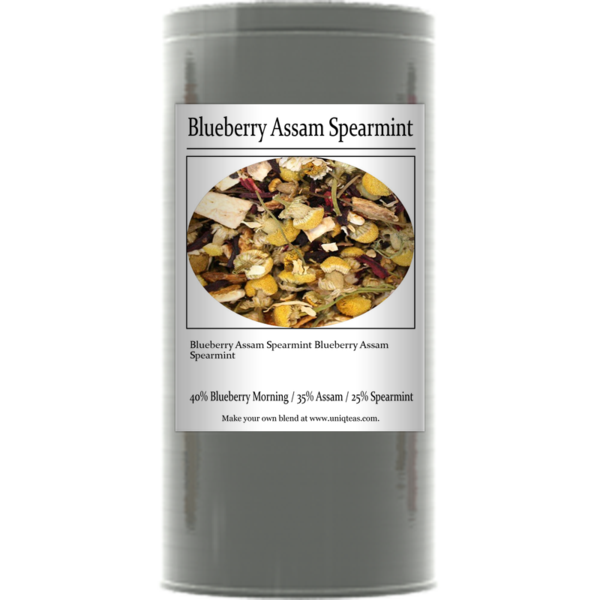 Blueberry Assam Spearmint
Blueberry Assam Spearmint Blueberry Assam
Spearmint
40% Blueberry Morning / 35% Assam / 25% Spearmint
Make your own blend at www.uniqteas.com.